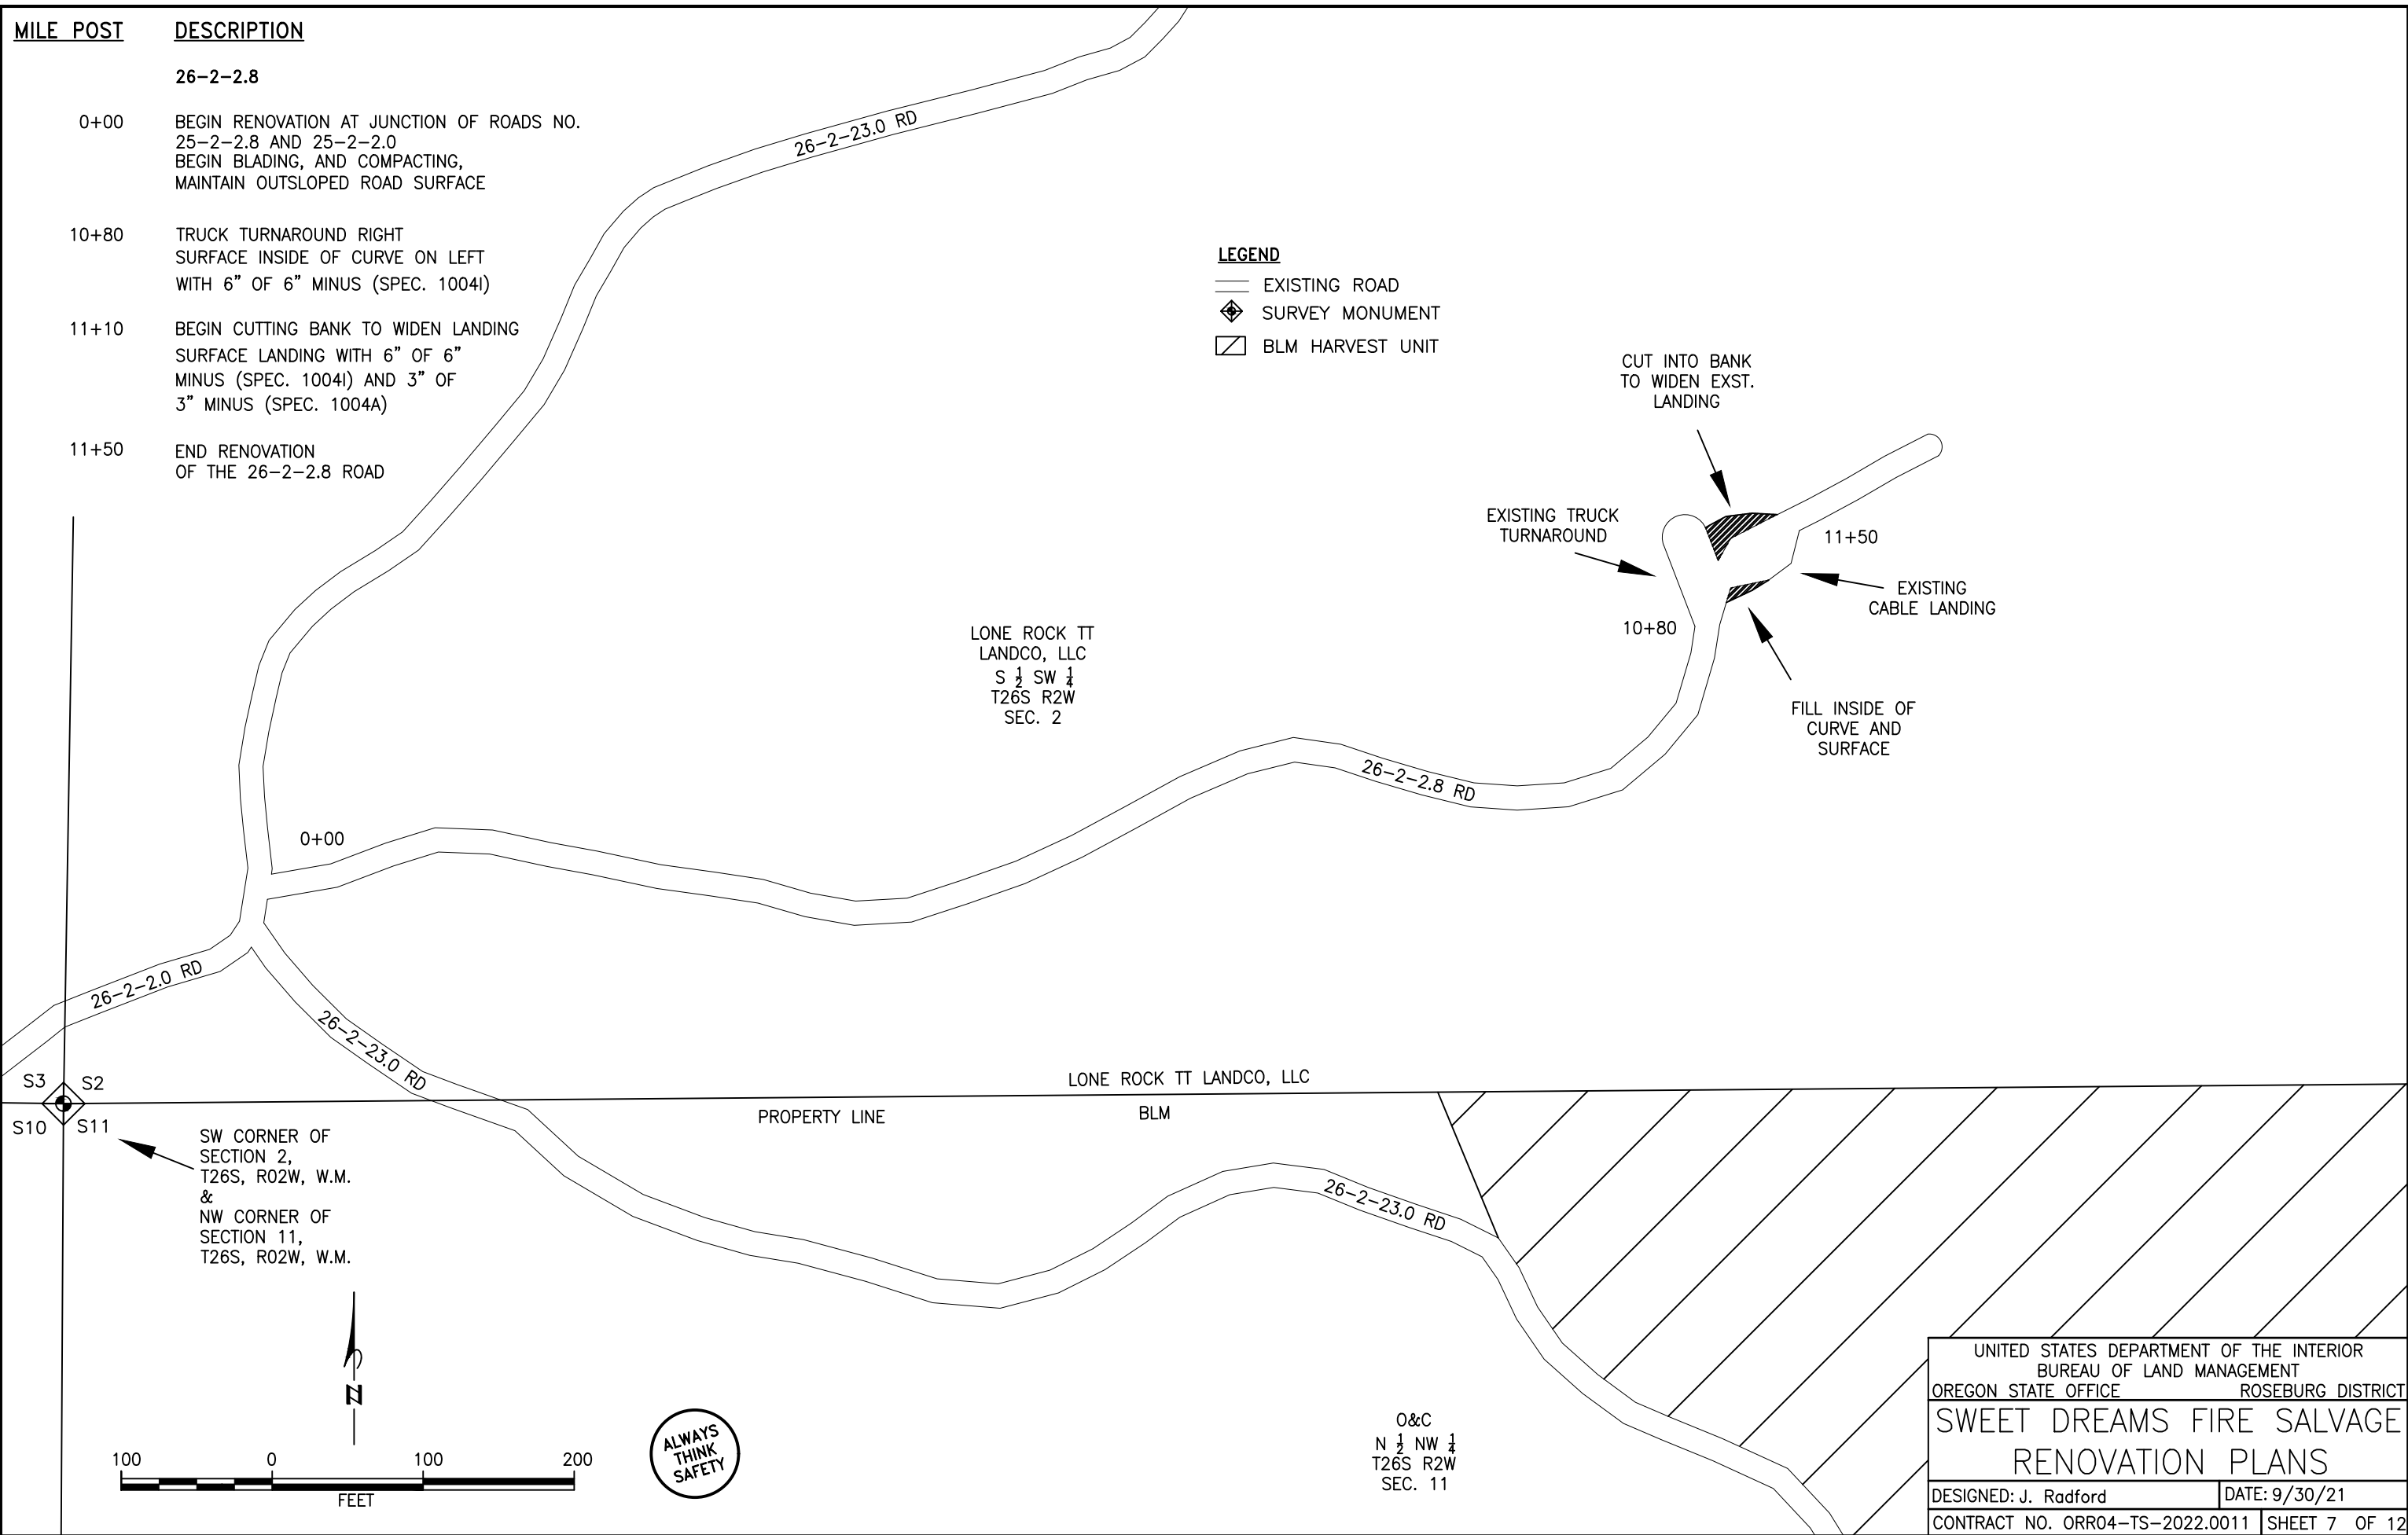 MILE POST DESCRIPTION
26-2-2.8
0+00 BEGIN RENOVATION AT JUNCTION OF ROADS NO.
25-2-2.8 AND 25-2-2.0
BEGIN BLADING, AND COMPACTING,
MAINTAIN OUTSLOPED ROAD SURFACE
10+80 TRUCK TURNAROUND RIGHT
SURFACE INSIDE OF CURVE ON LEFT
WITH 6" OF 6" MINUS (SPEC. 1004I)
11+10 BEGIN CUTTING BANK TO WIDEN LANDING
SURFACE LANDING WITH 6" OF 6"
MINUS (SPEC. 1004I) AND 3" OF
3" MINUS (SPEC. 1004A)
11+50 END RENOVATION
OF THE 26-2-2.8 ROAD
26-2-23.0 RD
LEGEND
EXISTING ROAD
SURVEY MONUMENT
BLM HARVEST UNIT
CUT INTO BANK
TO WIDEN EXST.
LANDING
EXISTING TRUCK
TURNAROUND
11+50
EXISTING
CABLE LANDING
10+80
FILL INSIDE OF
CURVE AND
SURFACE
LONE ROCK TT
LANDCO, LLC
S 1/2 SW 1/4
T26S R2W
SEC. 2
26-2-2.8 RD
0+00
26-2-2.0 RD
26-2-23.0 RD
LONE ROCK TT LANDCO, LLC
PROPERTY LINE
BLM
S3 S2
S10 S11
SW CORNER OF
SECTION 2,
T26S, R02W, W.M.
&
NW CORNER OF
SECTION 11,
T26S, R02W, W.M.
26-2-23.0 RD
N
100 0 100 200
FEET
ALWAYS
THINK
SAFETY
O&C
N 1/2 NW 1/4
T26S R2W
SEC. 11
UNITED STATES DEPARTMENT OF THE INTERIOR
BUREAU OF LAND MANAGEMENT
OREGON STATE OFFICE ROSEBURG DISTRICT
SWEET DREAMS FIRE SALVAGE
RENOVATION PLANS
DESIGNED: J. Radford DATE: 9/30/21
CONTRACT NO. ORR04-TS-2022.0011 SHEET 7 OF 12